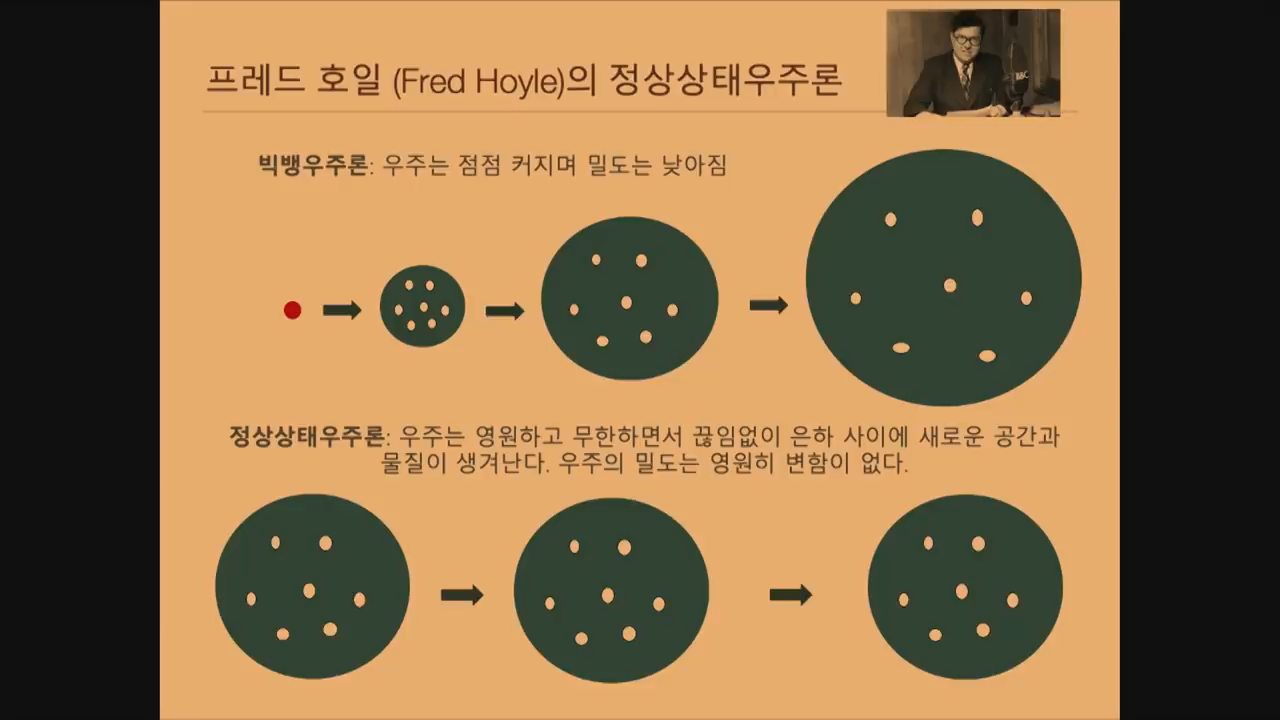 프레드 호일 (Fred Hoyle)의 정상상태우주론
BBC
빅뱅우주론: 우주는 점점 커지며 밀도는 낮아짐
정상상태우주론: 우주는 영원하고 무한하면서 끊임없이 은하 사이에 새로운 공간과
물질이 생겨난다. 우주의 밀도는 영원히 변함이 없다.